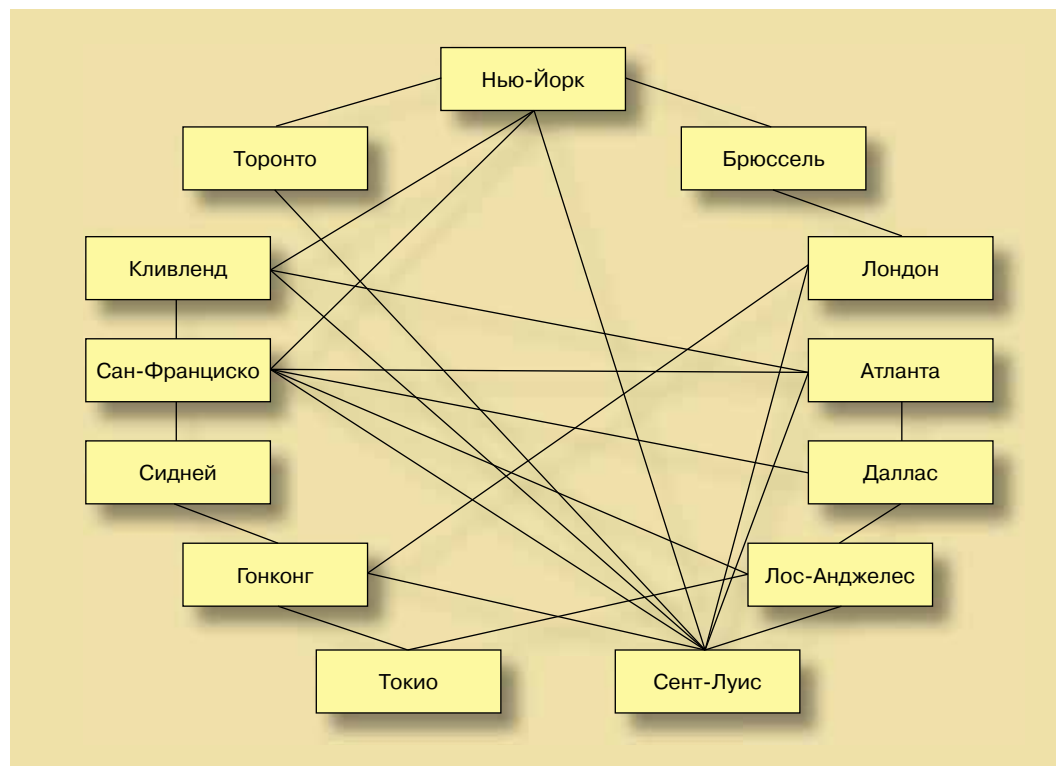 Нью-Йорк
Торонто
Брюссель
Кливленд
Лондон
Сан-Франциско
Атланта
Сидней
Даллас
Гонконг
Лос-Анджелес
Токио
Сент-Луис